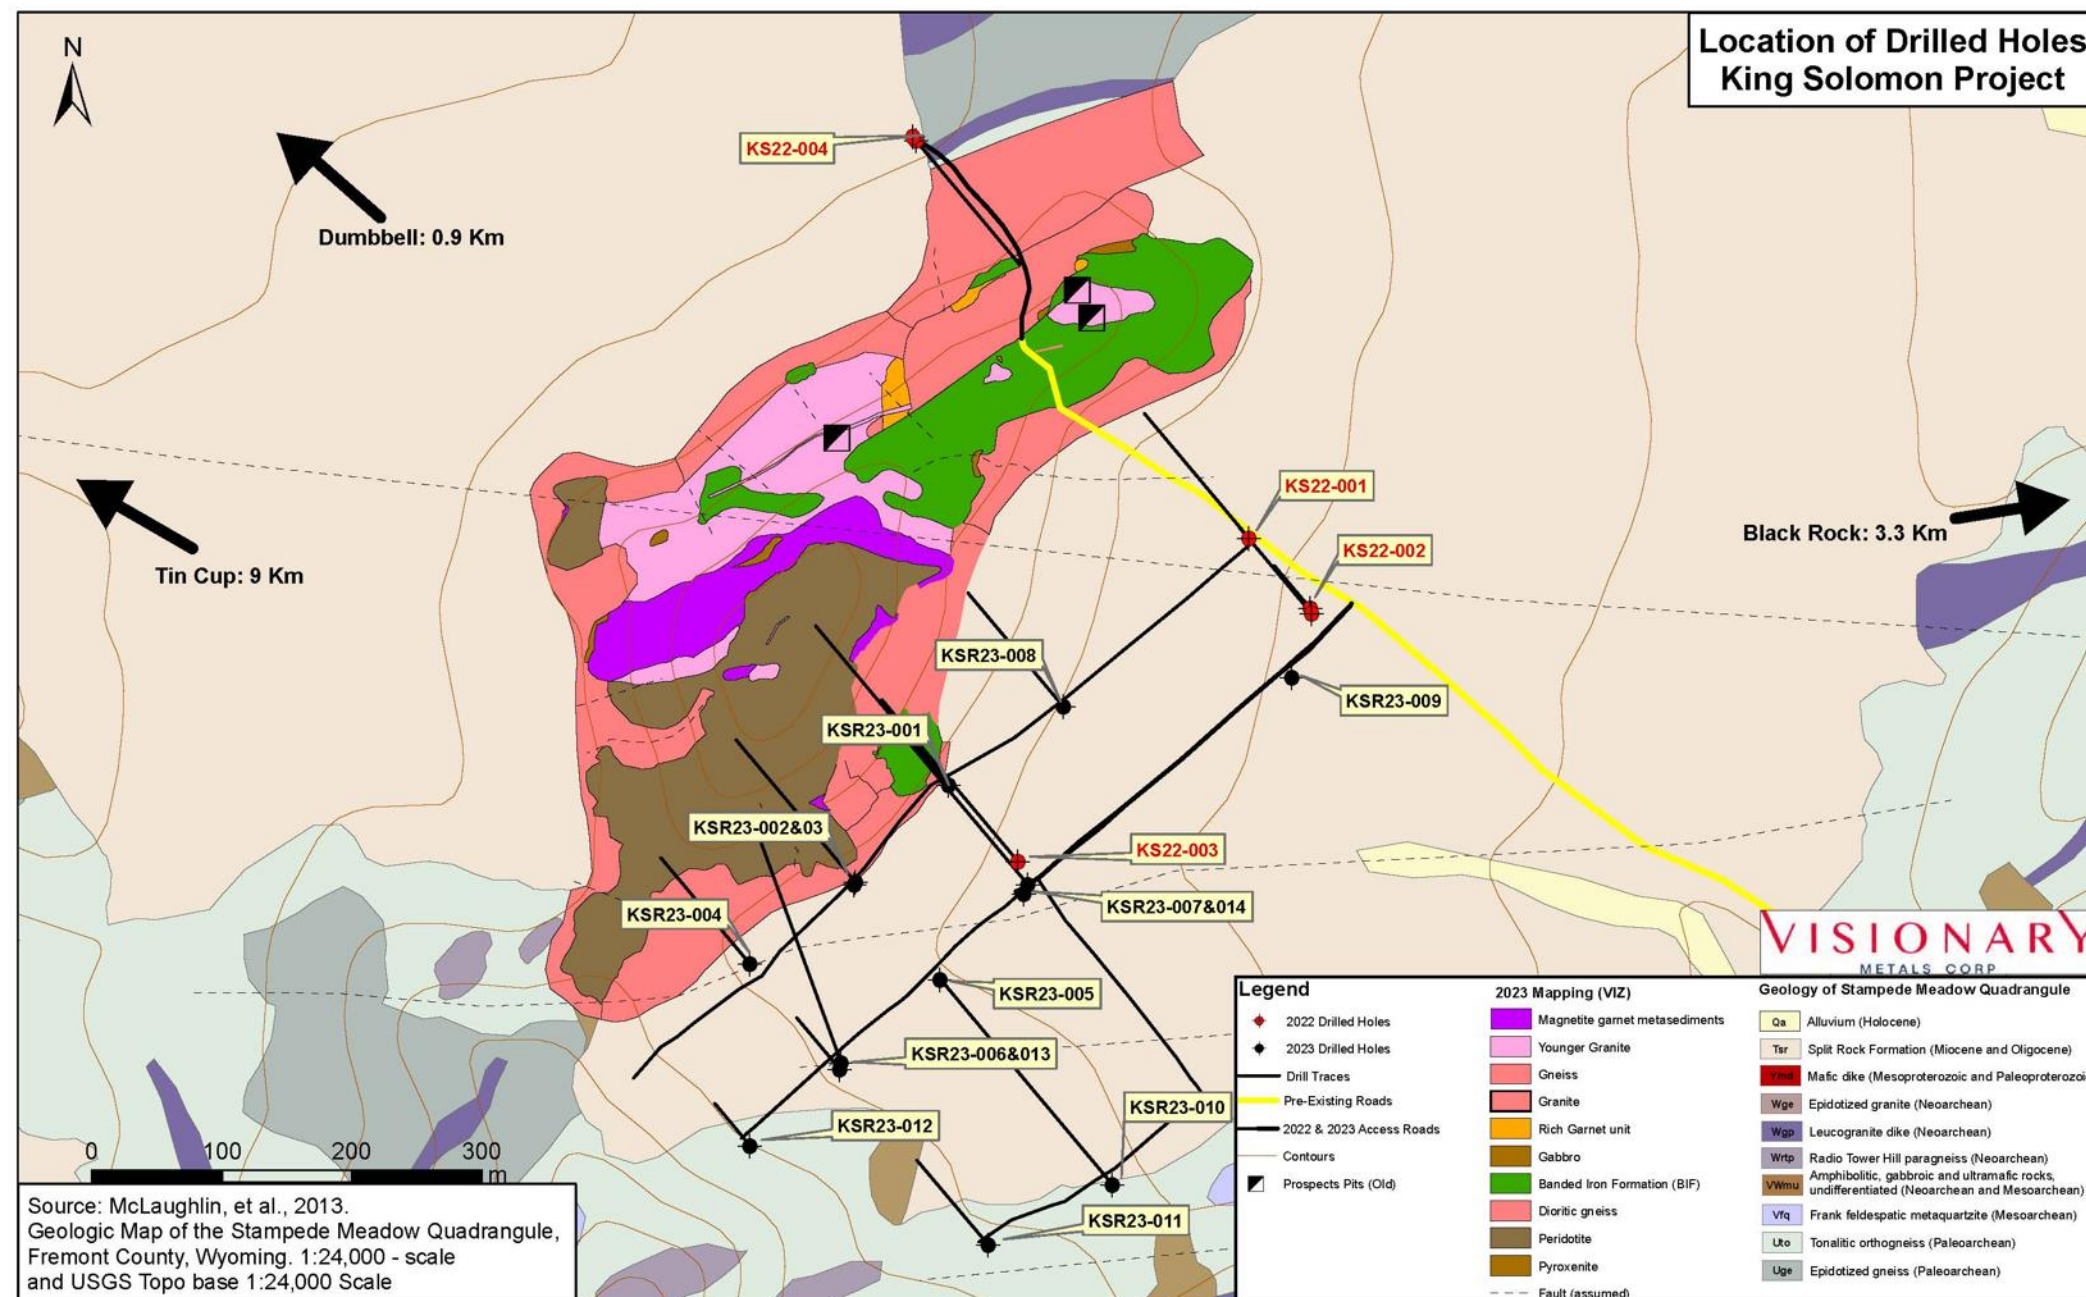 Location of Drilled Holes
King Solomon Project
N
KS22-004
Dumbbell: 0.9 Km
KS22-001
KS22-002
Black Rock: 3.3 Km
Tin Cup: 9 Km
KSR23-008
KSR23-009
KSR23-001
KSR23-002&03
KS22-003
KSR23-004
KSR23-007&014
KSR23-005
KSR23-006&013
KSR23-010
KSR23-012
KSR23-011
VISIONARY
METALS CORP
0 100 200 300
m
Source: McLaughlin, et al., 2013.
Geologic Map of the Stampede Meadow Quadrangule,
Fremont County, Wyoming. 1:24,000 - scale
and USGS Topo base 1:24,000 Scale
Legend
2022 Drilled Holes
2023 Drilled Holes
Drill Traces
Pre-Existing Roads
2022 & 2023 Access Roads
Contours
Prospects Pits (Old)
2023 Mapping (VIZ)
Magnetite garnet metasediments
Younger Granite
Gneiss
Granite
Rich Garnet unit
Gabbro
Banded Iron Formation (BIF)
Dioritic gneiss
Peridotite
Pyroxenite
Fault (assumed)
Geology of Stampede Meadow Quadrangule
Qa Alluvium (Holocene)
Tsr Split Rock Formation (Miocene and Oligocene)
Ymd Mafic dike (Mesoproterozoic and Paleoproterozoi
Wge Epidotized granite (Neoarchean)
Wgp Leucogranite dike (Neoarchean)
Wrtp Radio Tower Hill paragneiss (Neoarchean)
VWmu Amphibolitic, gabbroic and ultramafic rocks,
undifferentiated (Neoarchean and Mesoarchean)
Vfq Frank feldespatic metaquartzite (Mesoarchean)
Uto Tonalitic orthogneiss (Paleoarchean)
Uge Epidotized gneiss (Paleoarchean)